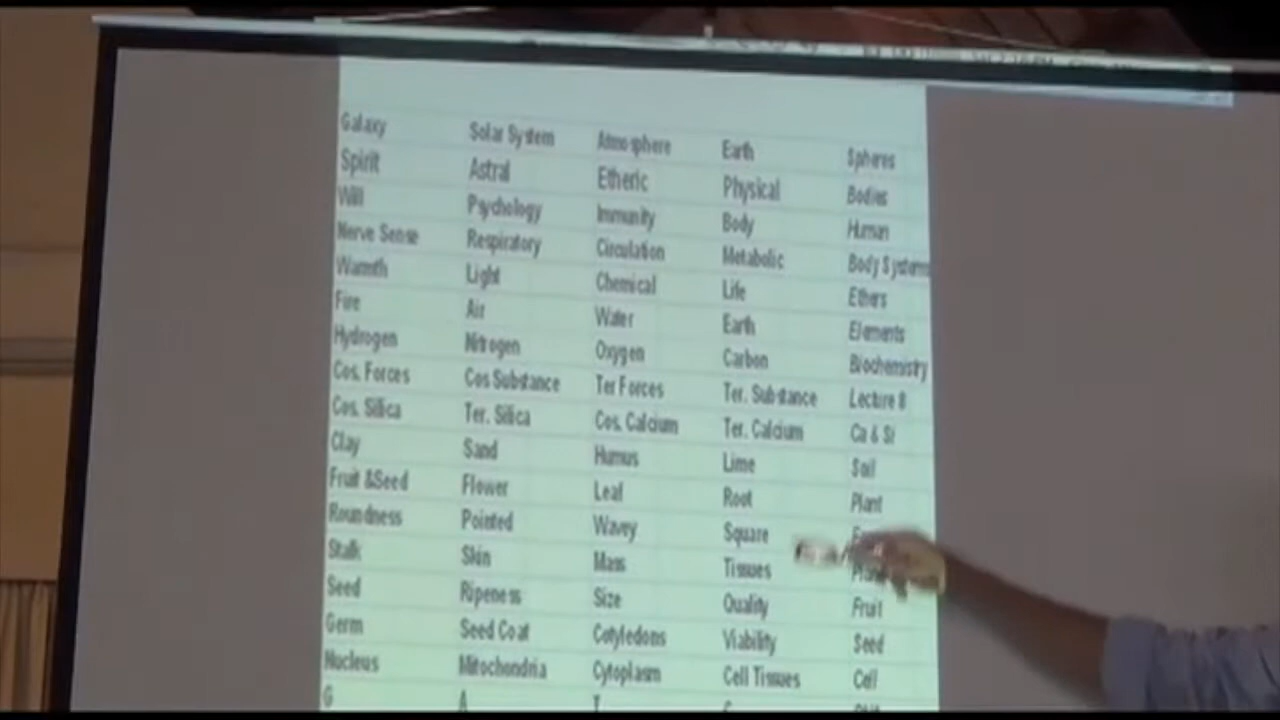 Galaxy Solar System Atmosphere Earth Spheres
Spirit Astral Etheric Physical Bodies
Will Psychology Immunity Body Human
Nerve Sense Respiratory Circulation Metabolic Body Systems
Warmth Light Chemical Life Ethers
Fire Air Water Earth Elements
Hydrogen Nitrogen Oxygen Carbon Biochemistry
Cos. Forces Cos Substance Ter Forces Ter. Substance Lecture 8
Cos. Silica Ter. Silica Cos. Calcium Ter. Calcium Ca & Si
Clay Sand Humus Lime Soil
Fruit &Seed Flower Leaf Root Plant
Roundness Pointed Wavey Square
Stalk Skin Mass Tissues Plant
Seed Ripeness Size Quality Fruit
Germ Seed Coat Cotyledons Viability Seed
Nucleus Mitochondria Cytoplasm Cell Tissues Cell
G A T C